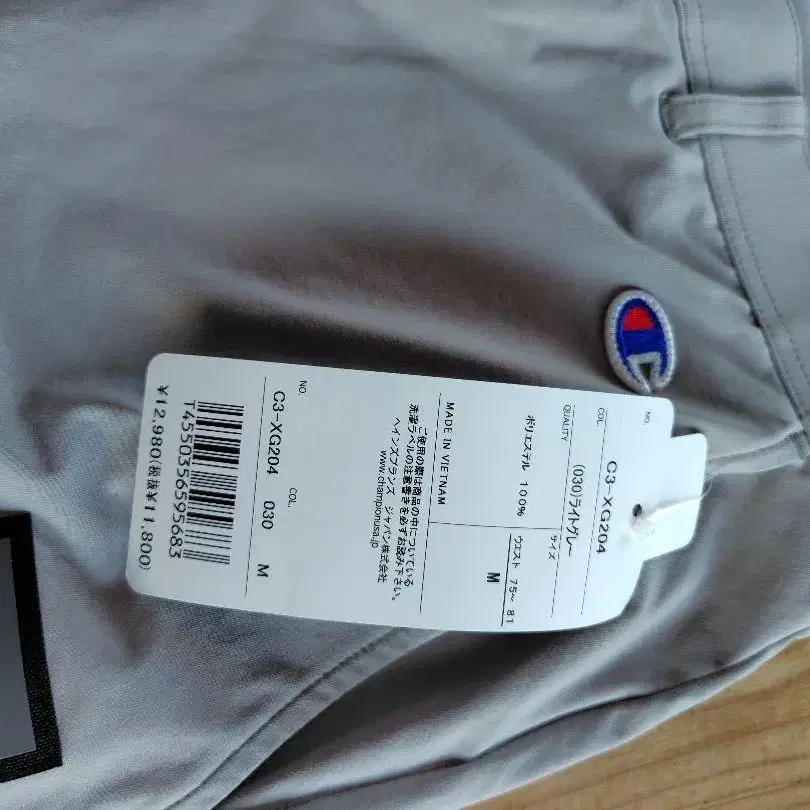 NO.
C3-XG204
COL.
(030)ライトグレー
QUALITY
サイズ
ポリエステル 100%
ウエスト 75~81
M
MADE IN VIETNAM
ご使用の際は商品の中についている
洗濯ラベルの注意書きを必ずお読み下さい。
ヘインズブランズ ジャパン株式会社
www.championusa.jp
NO. COL.
C3-XG204 030 M
T4550356595683
¥12,980(税抜¥11,800)